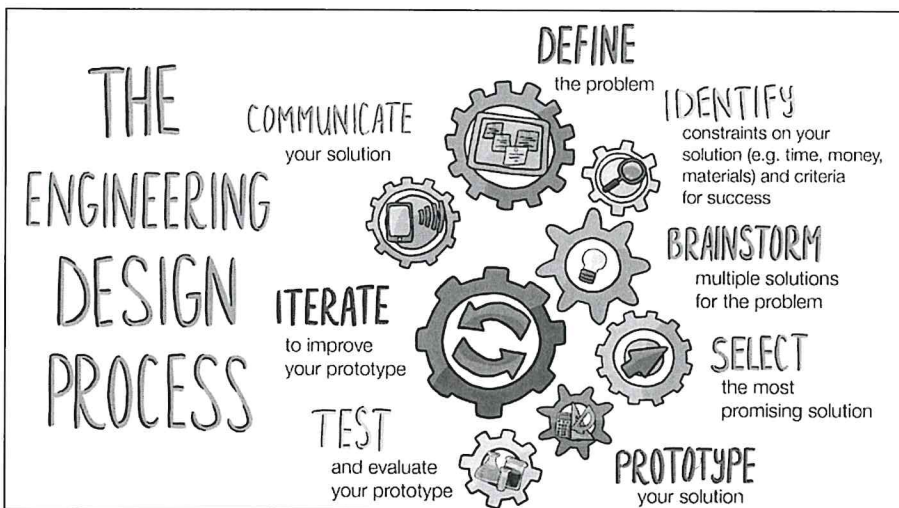 THE
ENGINEERING
DESIGN
PROCESS
DEFINE
the problem
IDENTIFY
constraints on your
solution (e.g. time, money,
materials) and criteria
for success
BRAINSTORM
multiple solutions
for the problem
SELECT
the most
promising solution
PROTOTYPE
your solution
TEST
and evaluate
your prototype
ITERATE
to improve
your prototype
COMMUNICATE
your solution